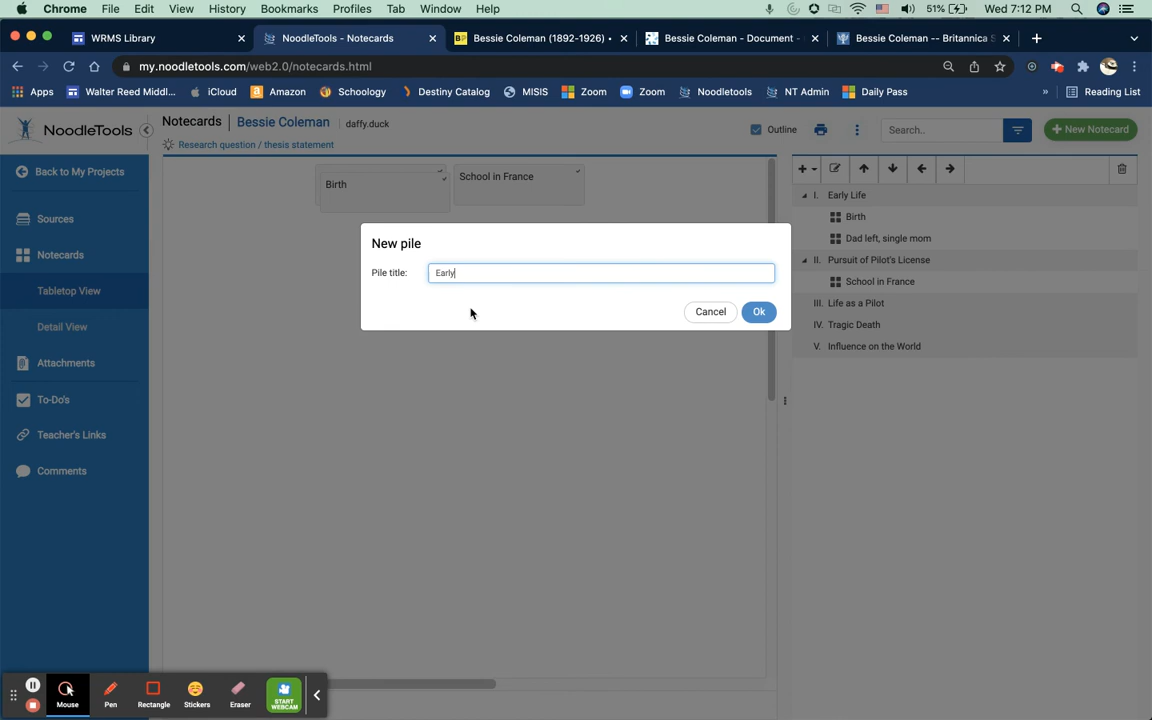 Chrome File Edit View History Bookmarks Profiles Tab Window Help 51% Wed 7:12 PM
WRMS Library NoodleTools - Notecards Bessie Coleman (1892-1926) • Bessie Coleman - Document - Bessie Coleman -- Britannica S
my.noodletools.com/web2.0/notecards.html
Apps Walter Reed Middl... iCloud Amazon Schoology Destiny Catalog MISIS Zoom Zoom Noodletools NT Admin Daily Pass » Reading List
NoodleTools Notecards Bessie Coleman daffy.duck Outline Search.. + New Notecard
Research question / thesis statement
Back to My Projects
Sources
Notecards
Tabletop View
Detail View
Attachments
To-Do's
Teacher's Links
Comments
Birth
School in France
New pile
Pile title: Early
Cancel Ok
I. Early Life
Birth
Dad left, single mom
II. Pursuit of Pilot's License
School in France
III. Life as a Pilot
IV. Tragic Death
V. Influence on the World
Mouse Pen Rectangle Stickers Eraser START WEBCAM